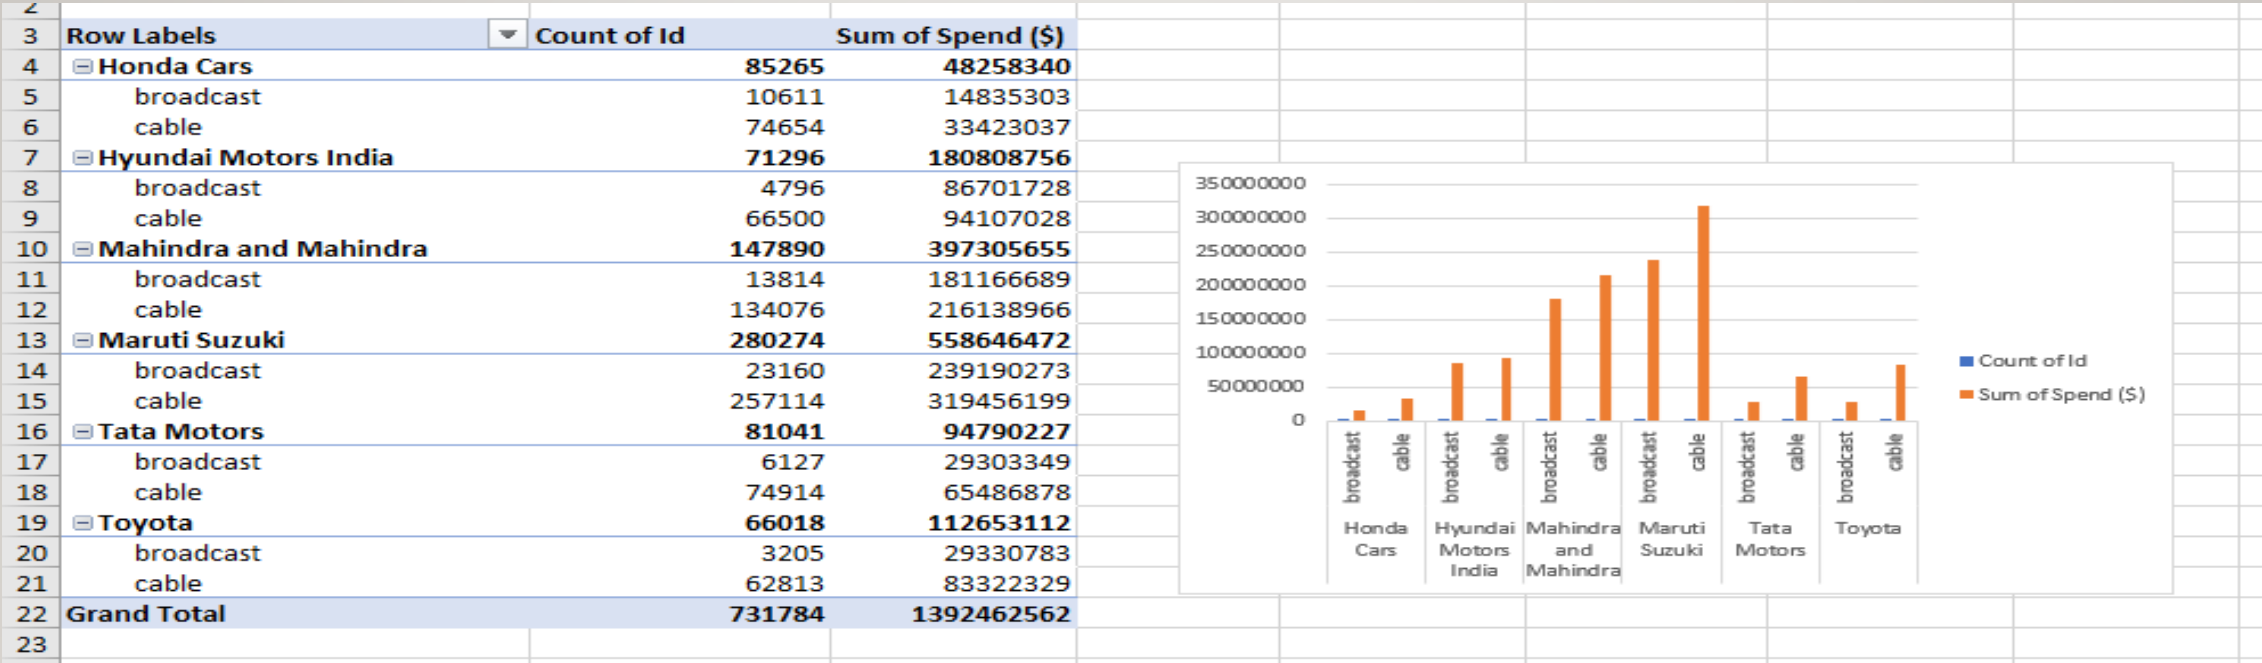 2
3 Row Labels Count of Id Sum of Spend ($)
4 Honda Cars 85265 48258340
5 broadcast 10611 14835303
6 cable 74654 33423037
7 Hyundai Motors India 71296 180808756
8 broadcast 4796 86701728
9 cable 66500 94107028
10 Mahindra and Mahindra 147890 397305655
11 broadcast 13814 181166689
12 cable 134076 216138966
13 Maruti Suzuki 280274 558646472
14 broadcast 23160 239190273
15 cable 257114 319456199
16 Tata Motors 81041 94790227
17 broadcast 6127 29303349
18 cable 74914 65486878
19 Toyota 66018 112653112
20 broadcast 3205 29330783
21 cable 62813 83322329
22 Grand Total 731784 1392462562
23
350000000
300000000
250000000
200000000
150000000
100000000
50000000
0
broadcast cable broadcast cable broadcast cable broadcast cable broadcast cable broadcast cable
Honda Hyundai Mahindra Maruti Tata Toyota
Cars Motors and Suzuki Motors
India Mahindra
Count of Id
Sum of Spend ($)